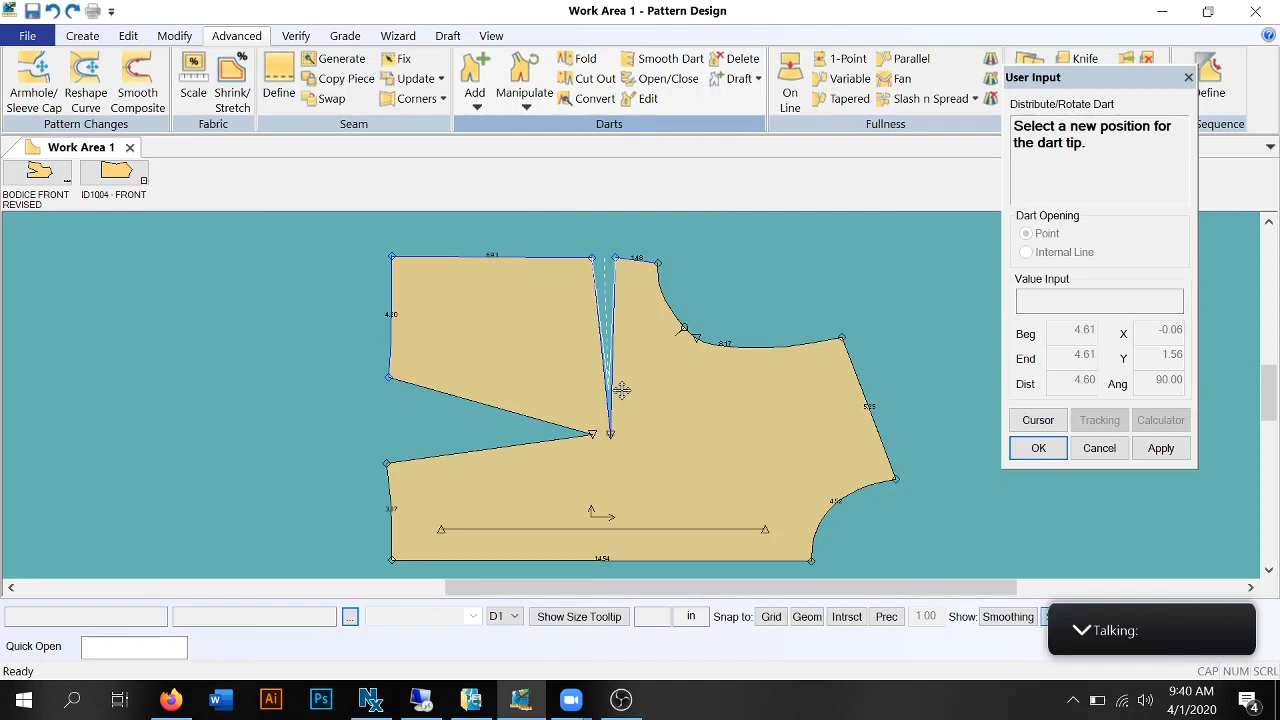 Work Area 1 - Pattern Design
File Create Edit Modify Advanced Verify Grade Wizard Draft View
Armhole/ Sleeve Cap
Reshape Curve
Smooth Composite
Pattern Changes
Scale
Shrink/ Stretch
Fabric
Define
Generate
Copy Piece
Swap
Fix
Update
Corners
Seam
Add
Manipulate
Fold
Cut Out
Convert
Smooth Dart
Open/Close
Edit
Delete
Draft
Darts
On Line
1-Point
Variable
Tapered
Parallel
Fan
Slash n Spread
Fullness
Knife
Define
Sequence
Work Area 1
BODICE FRONT REVISED
ID1004 - FRONT
User Input
Distribute/Rotate Dart
Select a new position for
the dart tip.
Dart Opening
Point
Internal Line
Value Input
Beg 4.61 X -0.06
End 4.61 Y 1.56
Dist 4.60 Ang 90.00
Cursor Tracking Calculator
OK Cancel Apply
4.20
8.17
14.54
... D1 Show Size Tooltip in Snap to: Grid Geom Intrsct Prec 1.00 Show: Smoothing
Talking:
Quick Open
Ready
CAP NUM SCRL
9:40 AM
4/1/2020
4